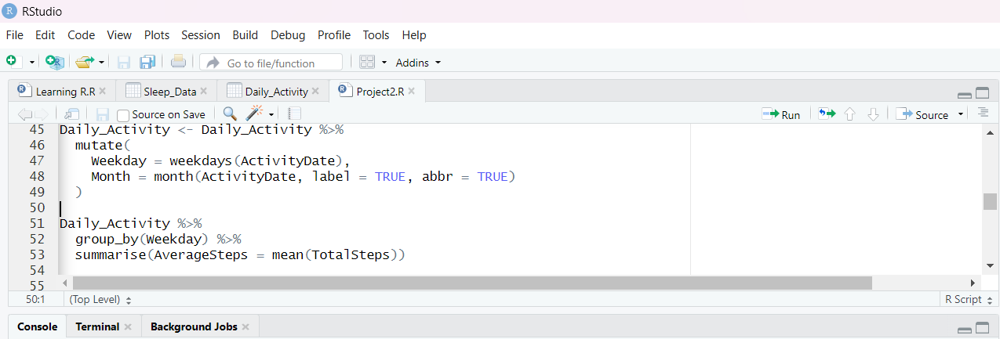 RStudio
File Edit Code View Plots Session Build Debug Profile Tools Help
Go to file/function Addins
Learning R.R Sleep_Data Daily_Activity Project2.R
Source on Save Run Source
45 Daily_Activity <- Daily_Activity %>%
46   mutate(
47     Weekday = weekdays(ActivityDate),
48     Month = month(ActivityDate, label = TRUE, abbr = TRUE)
49   )
50
51 Daily_Activity %>%
52   group_by(Weekday) %>%
53   summarise(AverageSteps = mean(TotalSteps))
54
55
50:1 (Top Level) R Script
Console Terminal Background Jobs